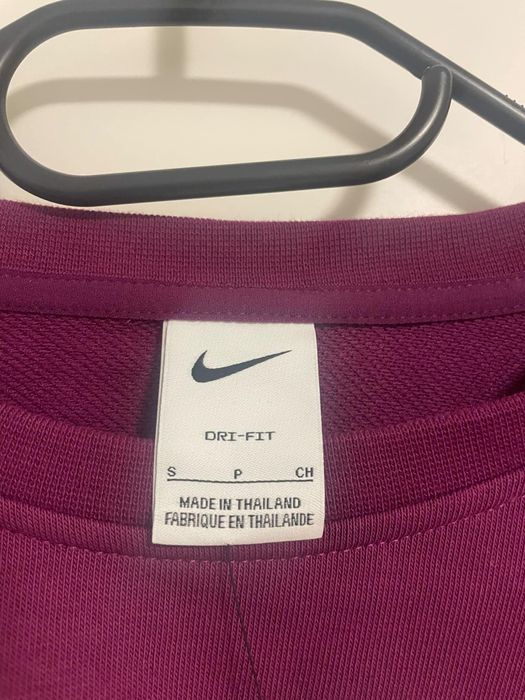 DRI-FIT
S P CH
MADE IN THAILAND
FABRIQUE EN THAILANDE